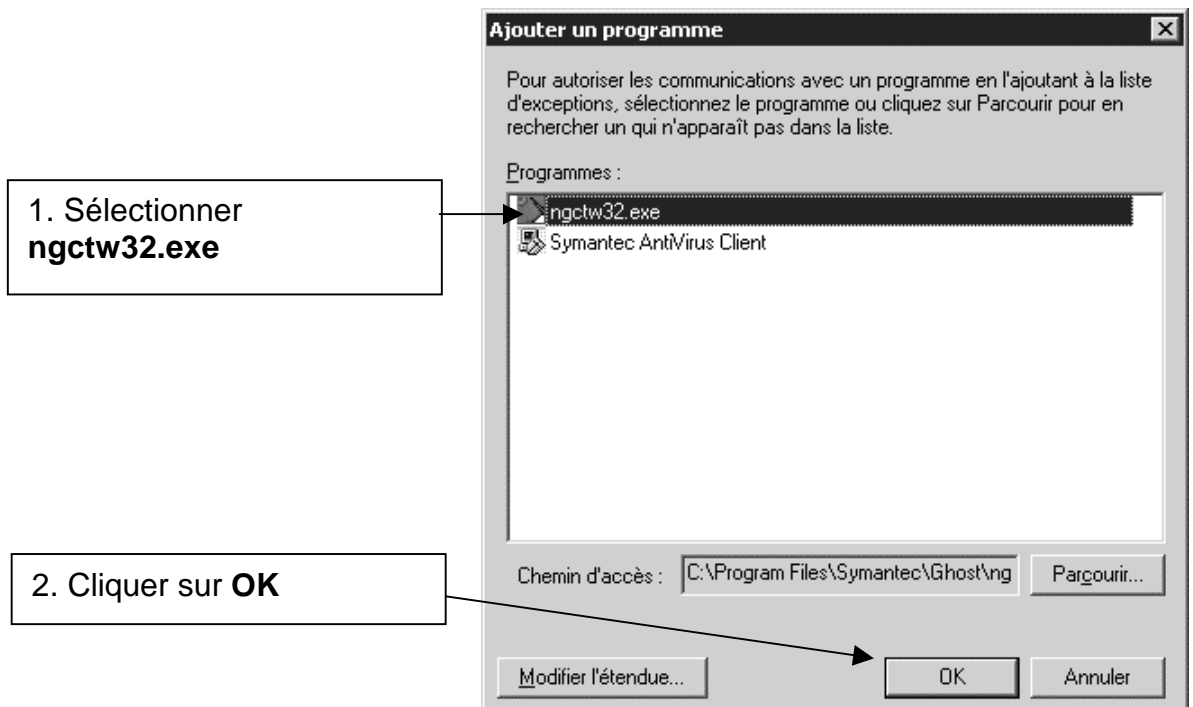 Ajouter un programme
Pour autoriser les communications avec un programme en l'ajoutant à la liste
d'exceptions, sélectionnez le programme ou cliquez sur Parcourir pour en
rechercher un qui n'apparaît pas dans la liste.
Programmes :
1. Sélectionner
ngctw32.exe
ngctw32.exe
Symantec AntiVirus Client
2. Cliquer sur OK
Chemin d'accès :
C:\Program Files\Symantec\Ghost\ng
Parcourir...
Modifier l'étendue...
OK
Annuler